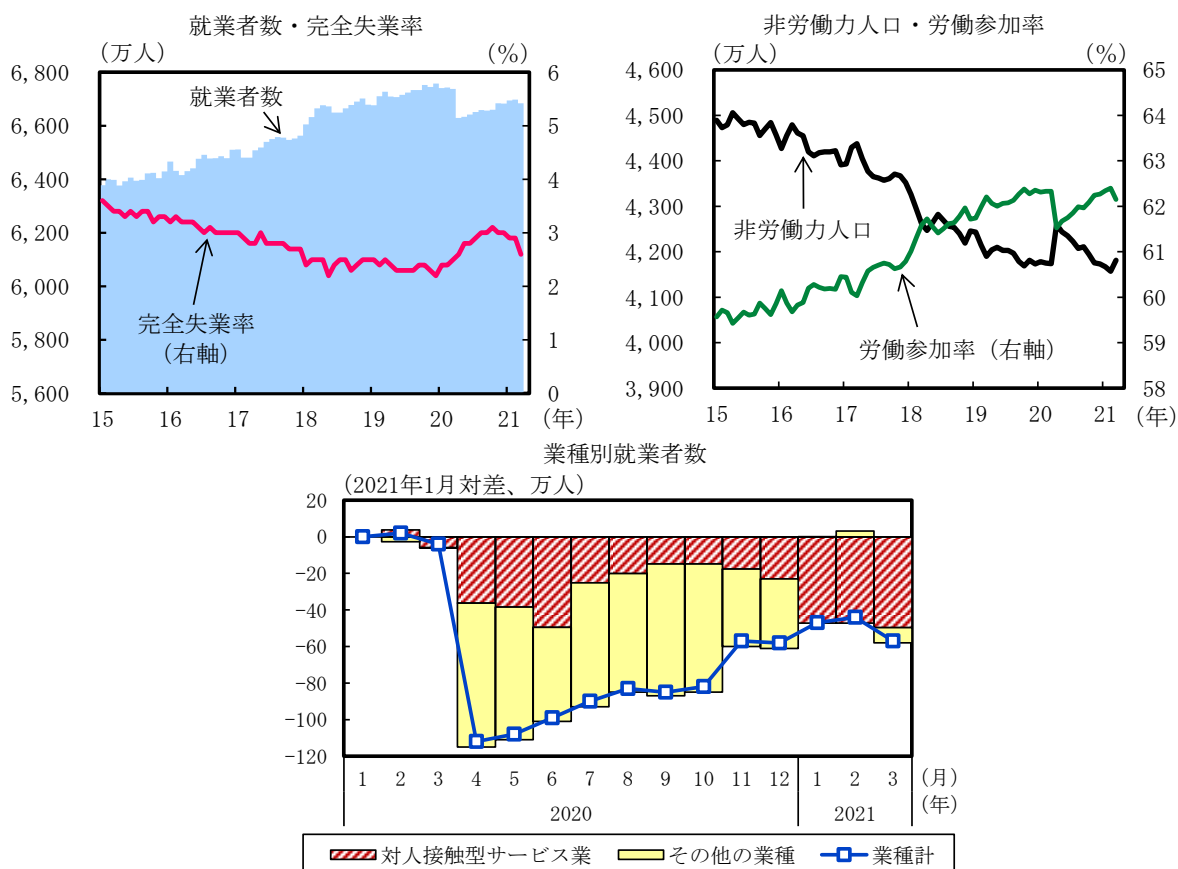 就業者数・完全失業率
(万人)
(%)
6,800
6,600
6,400
6,200
6,000
5,800
5,600
6
5
4
3
2
1
0
就業者数
完全失業率
(右軸)
15 16 17 18 19 20 21 (年)
非労働力人口・労働参加率
(万人)
(%)
4,600
4,500
4,400
4,300
4,200
4,100
4,000
3,900
65
64
63
62
61
60
59
58
非労働力人口
労働参加率 (右軸)
15 16 17 18 19 20 21 (年)
業種別就業者数
(2021年1月対差、万人)
20
0
-20
-40
-60
-80
-100
-120
1 2 3 4 5 6 7 8 9 10 11 12 1 2 3 (月)
2020 2021 (年)
対人接触型サービス業 その他の業種 業種計